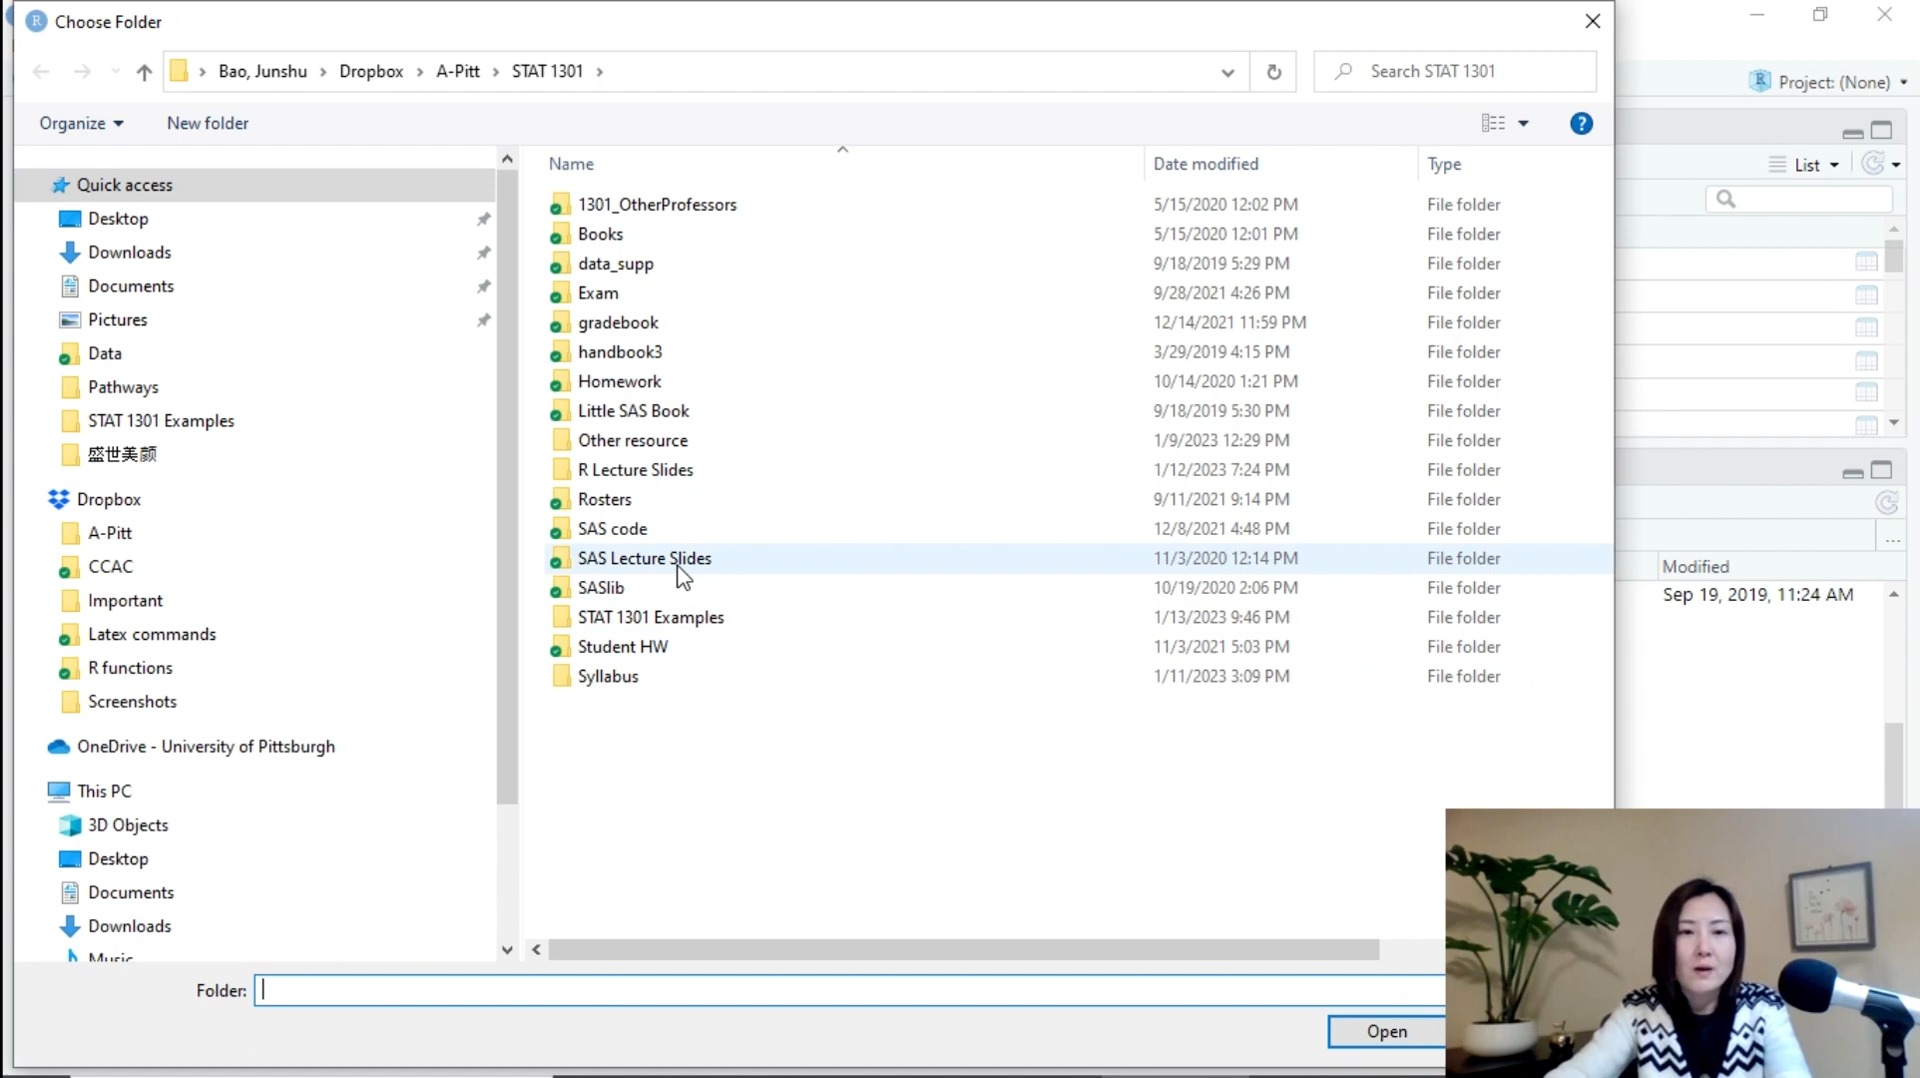 Choose Folder
Bao, Junshu › Dropbox › A-Pitt › STAT 1301 ›
Search STAT 1301
Project: (None)
Organize
New folder
List
Name
Date modified
Type
Quick access
Desktop
Downloads
Documents
Pictures
Data
Pathways
STAT 1301 Examples
盛世美颜
Dropbox
A-Pitt
CCAC
Important
Latex commands
R functions
Screenshots
OneDrive - University of Pittsburgh
This PC
3D Objects
Desktop
Documents
Downloads
Music
1301_OtherProfessors 5/15/2020 12:02 PM File folder
Books 5/15/2020 12:01 PM File folder
data_supp 9/18/2019 5:29 PM File folder
Exam 9/28/2021 4:26 PM File folder
gradebook 12/14/2021 11:59 PM File folder
handbook3 3/29/2019 4:15 PM File folder
Homework 10/14/2020 1:21 PM File folder
Little SAS Book 9/18/2019 5:30 PM File folder
Other resource 1/9/2023 12:29 PM File folder
R Lecture Slides 1/12/2023 7:24 PM File folder
Rosters 9/11/2021 9:14 PM File folder
SAS code 12/8/2021 4:48 PM File folder
SAS Lecture Slides 11/3/2020 12:14 PM File folder
SASlib 10/19/2020 2:06 PM File folder
STAT 1301 Examples 1/13/2023 9:46 PM File folder
Student HW 11/3/2021 5:03 PM File folder
Syllabus 1/11/2023 3:09 PM File folder
...
Modified
Sep 19, 2019, 11:24 AM
Folder:
Open